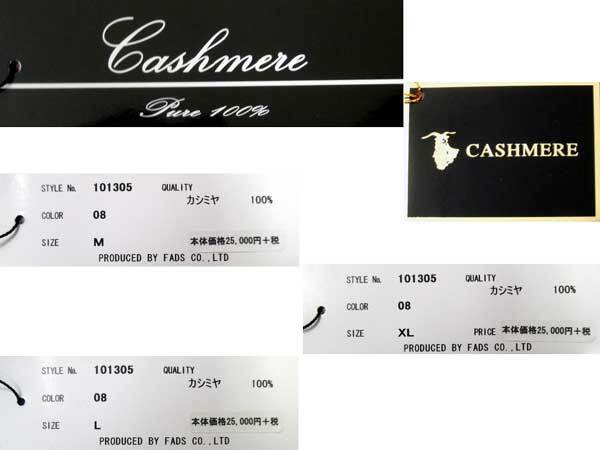 Cashmere
Pure 100%
CASHMERE
STYLE No. 101305 QUALITY
カシミヤ 100%
COLOR 08
SIZE M 本体価格25,000円+税
PRODUCED BY FADS CO.,LTD
STYLE No. 101305 QUALITY
カシミヤ 100%
COLOR 08
SIZE XL PRICE 本体価格25,000円+税
PRODUCED BY FADS CO.,LTD
STYLE No. 101305 QUALITY
カシミヤ 100%
COLOR 08
SIZE L 本体価格25,000円+税
PRODUCED BY FADS CO.,LTD